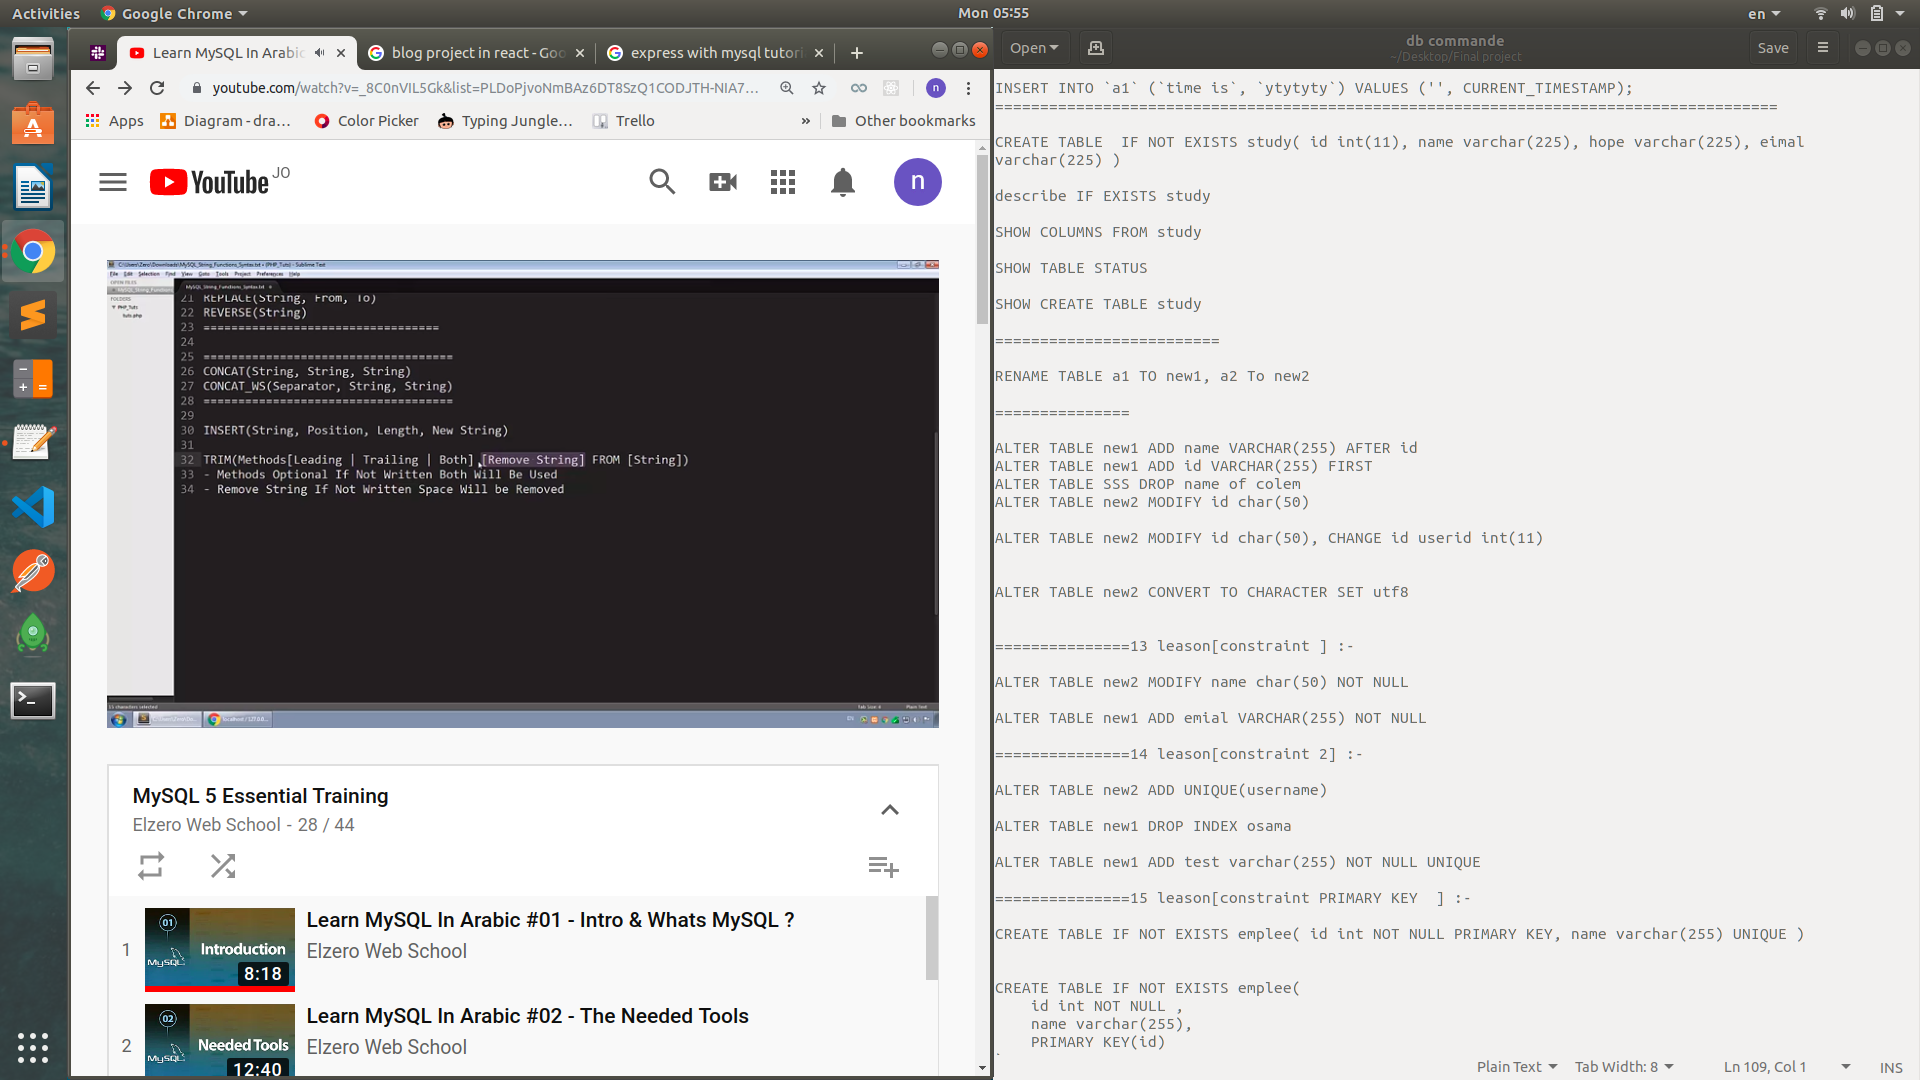 Activities
Google Chrome
Mon 05:55
en
Learn MySQL In Arabic
blog project in react - Goo
express with mysql tutori
youtube.com/watch?v=_8C0nVIL5Gk&list=PLDoPjvoNmBAz6DT8SzQ1CODJTH-NIA7...
n
Apps
Diagram - dra...
Color Picker
Typing Jungle...
Trello
»
Other bookmarks
YouTube JO
n
File Edit Selection Find View Goto Tools Project Preferences Help
21 REPLACE(String, From, To)
22 REVERSE(String)
23 ==================================
24
25 ====================================
26 CONCAT(String, String, String)
27 CONCAT_WS(Separator, String, String)
28 ====================================
29
30 INSERT(String, Position, Length, New String)
31
32 TRIM(Methods[Leading | Trailing | Both] [Remove String] FROM [String])
33 - Methods Optional If Not Written Both Will Be Used
34 - Remove String If Not Written Space Will be Removed
MySQL 5 Essential Training
Elzero Web School - 28 / 44
1
01
Introduction
MySQL
8:18
Learn MySQL In Arabic #01 - Intro & Whats MySQL ?
Elzero Web School
2
02
Needed Tools
MySQL
12:40
Learn MySQL In Arabic #02 - The Needed Tools
Elzero Web School
Open
db commande
~/Desktop/Final project
Save
INSERT INTO `a1` (`time is`, `ytytyty`) VALUES ('', CURRENT_TIMESTAMP);
=======================================================================================
CREATE TABLE  IF NOT EXISTS study( id int(11), name varchar(225), hope varchar(225), eimal
varchar(225) )
describe IF EXISTS study
SHOW COLUMNS FROM study
SHOW TABLE STATUS
SHOW CREATE TABLE study
=========================
RENAME TABLE a1 TO new1, a2 To new2
===============
ALTER TABLE new1 ADD name VARCHAR(255) AFTER id
ALTER TABLE new1 ADD id VARCHAR(255) FIRST
ALTER TABLE SSS DROP name of colem
ALTER TABLE new2 MODIFY id char(50)
ALTER TABLE new2 MODIFY id char(50), CHANGE id userid int(11)
ALTER TABLE new2 CONVERT TO CHARACTER SET utf8
===============13 leason[constraint ] :-
ALTER TABLE new2 MODIFY name char(50) NOT NULL
ALTER TABLE new1 ADD emial VARCHAR(255) NOT NULL
===============14 leason[constraint 2] :-
ALTER TABLE new2 ADD UNIQUE(username)
ALTER TABLE new1 DROP INDEX osama
ALTER TABLE new1 ADD test varchar(255) NOT NULL UNIQUE
===============15 leason[constraint PRIMARY KEY  ] :-
CREATE TABLE IF NOT EXISTS emplee( id int NOT NULL PRIMARY KEY, name varchar(255) UNIQUE )
CREATE TABLE IF NOT EXISTS emplee(
id int NOT NULL ,
name varchar(255),
PRIMARY KEY(id)
Plain Text
Tab Width: 8
Ln 109, Col 1
INS